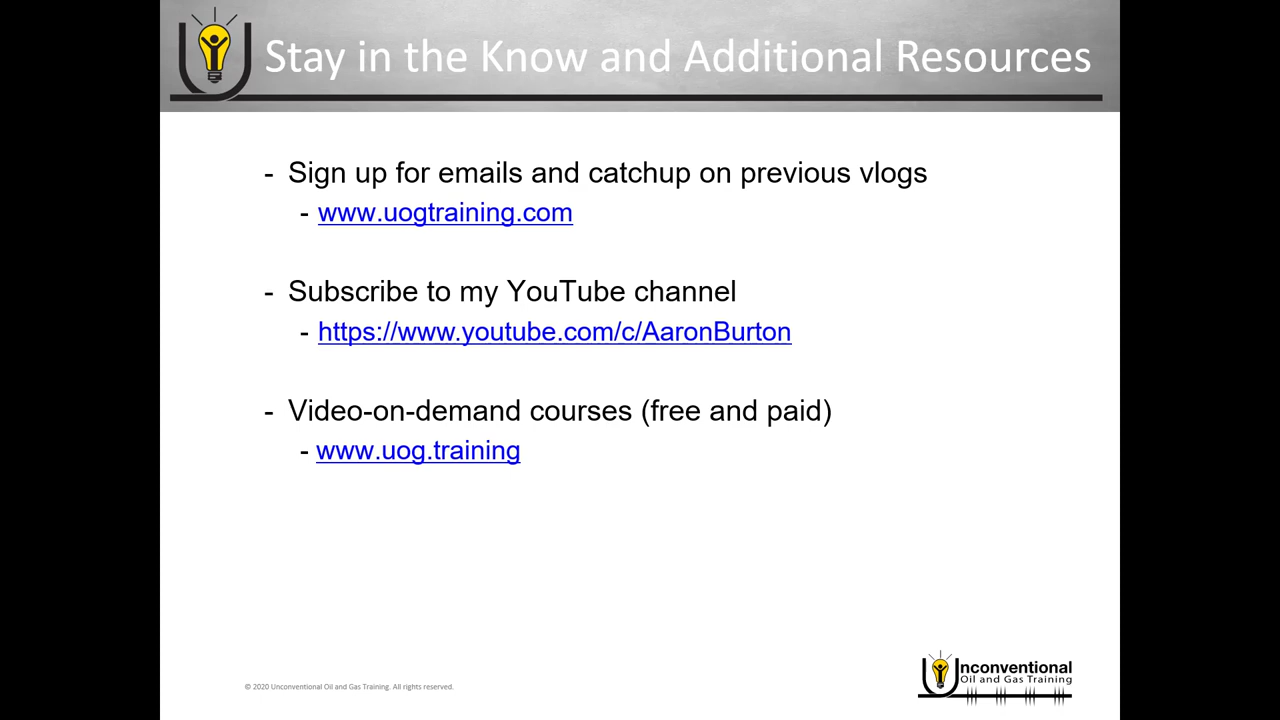 Stay in the Know and Additional Resources
- Sign up for emails and catchup on previous vlogs
- www.uogtraining.com
- Subscribe to my YouTube channel
- https://www.youtube.com/c/AaronBurton
- Video-on-demand courses (free and paid)
- www.uog.training
© 2020 Unconventional Oil and Gas Training. All rights reserved.
Unconventional
Oil and Gas Training